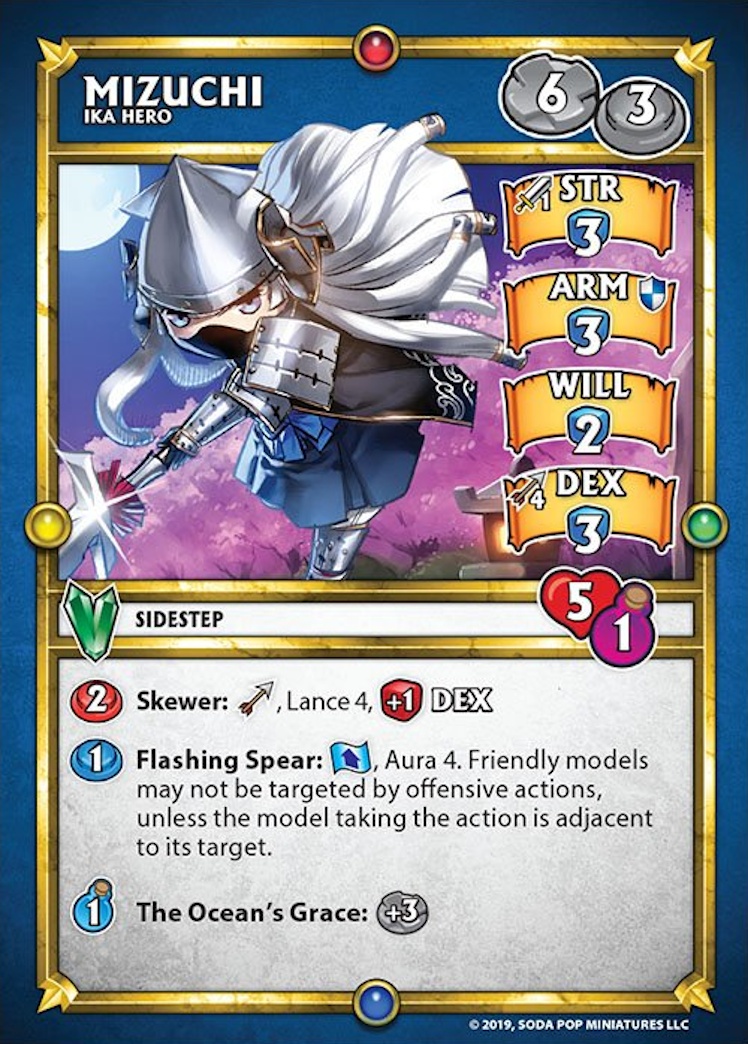 MIZUCHI
IKA HERO
6
3
1 STR
3
ARM
3
WILL
2
4 DEX
3
SIDESTEP
5
1
2 Skewer: , Lance 4, +1 DEX
1 Flashing Spear: , Aura 4. Friendly models
may not be targeted by offensive actions,
unless the model taking the action is adjacent
to its target.
1 The Ocean's Grace: +3
© 2019, SODA POP MINIATURES LLC